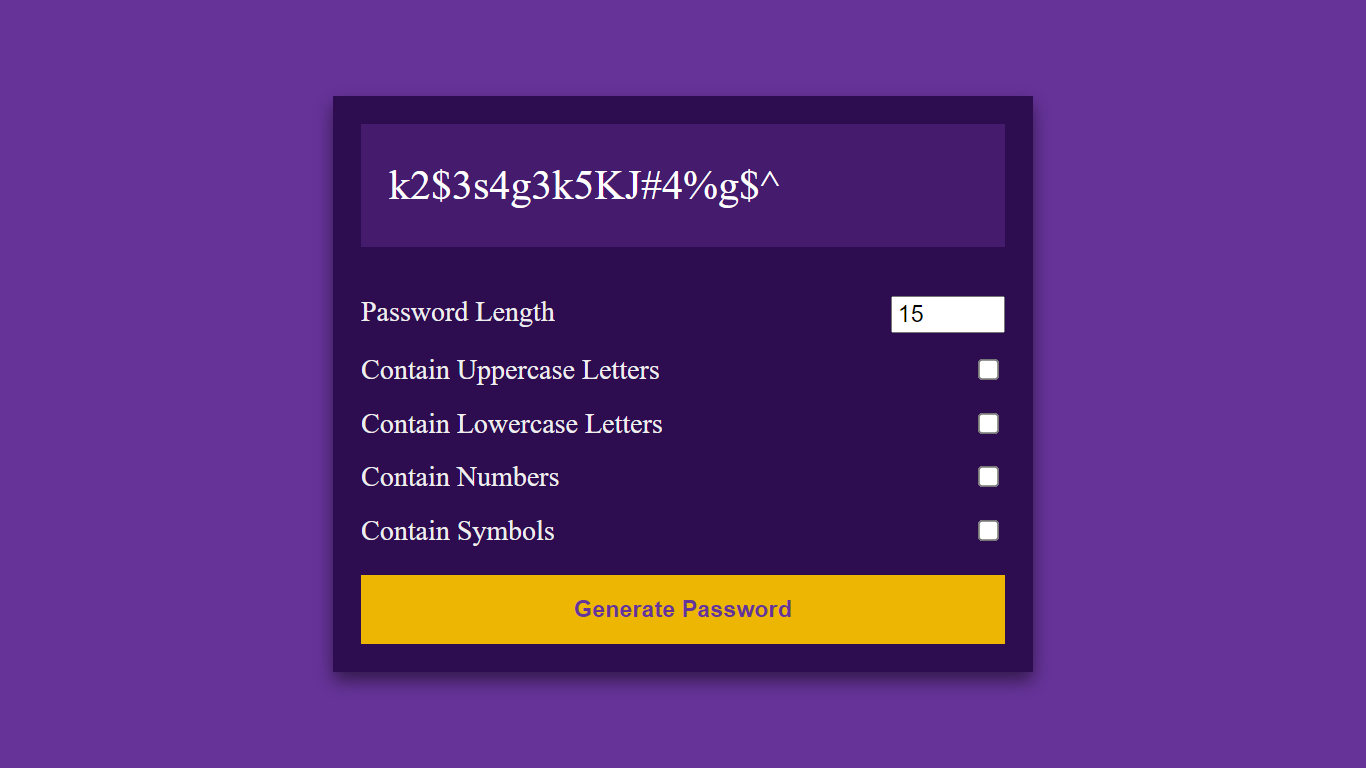 k2$3s4g3k5KJ#4%g$^
Password Length
15
Contain Uppercase Letters
Contain Lowercase Letters
Contain Numbers
Contain Symbols
Generate Password